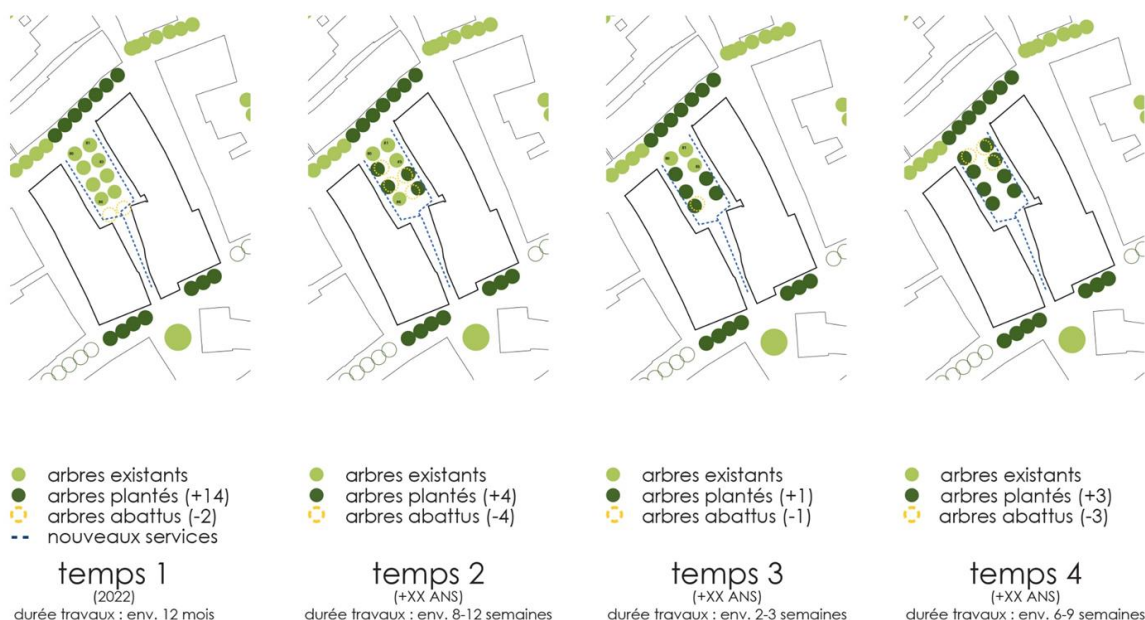 arbres existants
arbres plantés (+14)
arbres abattus (-2)
nouveaux services
temps 1
(2022)
durée travaux : env. 12 mois
arbres existants
arbres plantés (+4)
arbres abattus (-4)
temps 2
(+XX ANS)
durée travaux : env. 8-12 semaines
arbres existants
arbres plantés (+1)
arbres abattus (-1)
temps 3
(+XX ANS)
durée travaux : env. 2-3 semaines
arbres existants
arbres plantés (+3)
arbres abattus (-3)
temps 4
(+XX ANS)
durée travaux : env. 6-9 semaines